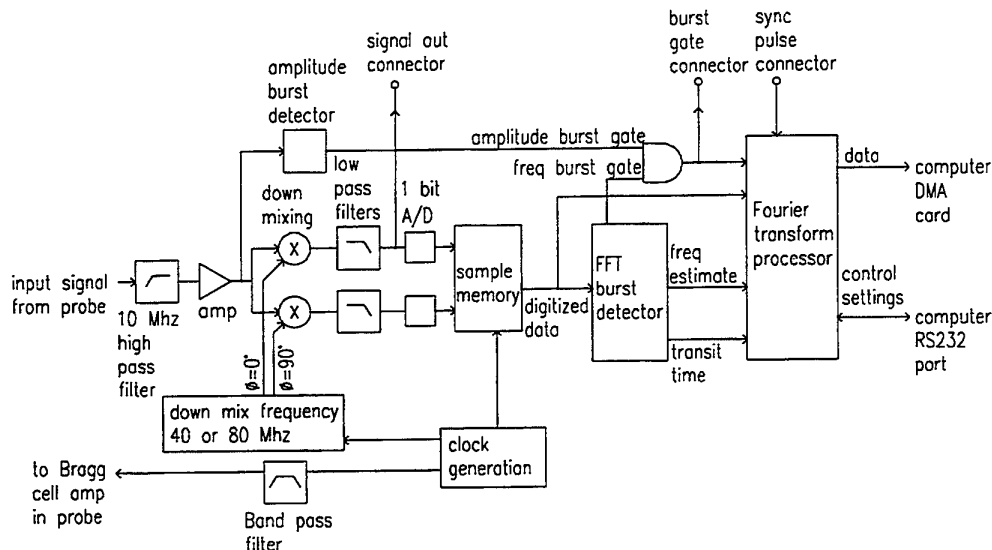 burst
gate
connector
sync
pulse
connector
signal out
connector
amplitude
burst
detector
amplitude burst gate
freq burst gate
data
computer
DMA
card
low
pass
filters
down
mixing
1 bit
A/D
X
X
input signal
from probe
amp
10 Mhz
high
pass
filter
sample
memory
digitized
data
FFT
burst
detector
freq
estimate
transit
time
Fourier
transform
processor
control
settings
computer
RS232
port
ø=0°
ø=90°
down mix frequency
40 or 80 Mhz
clock
generation
to Bragg
cell amp
in probe
Band pass
filter